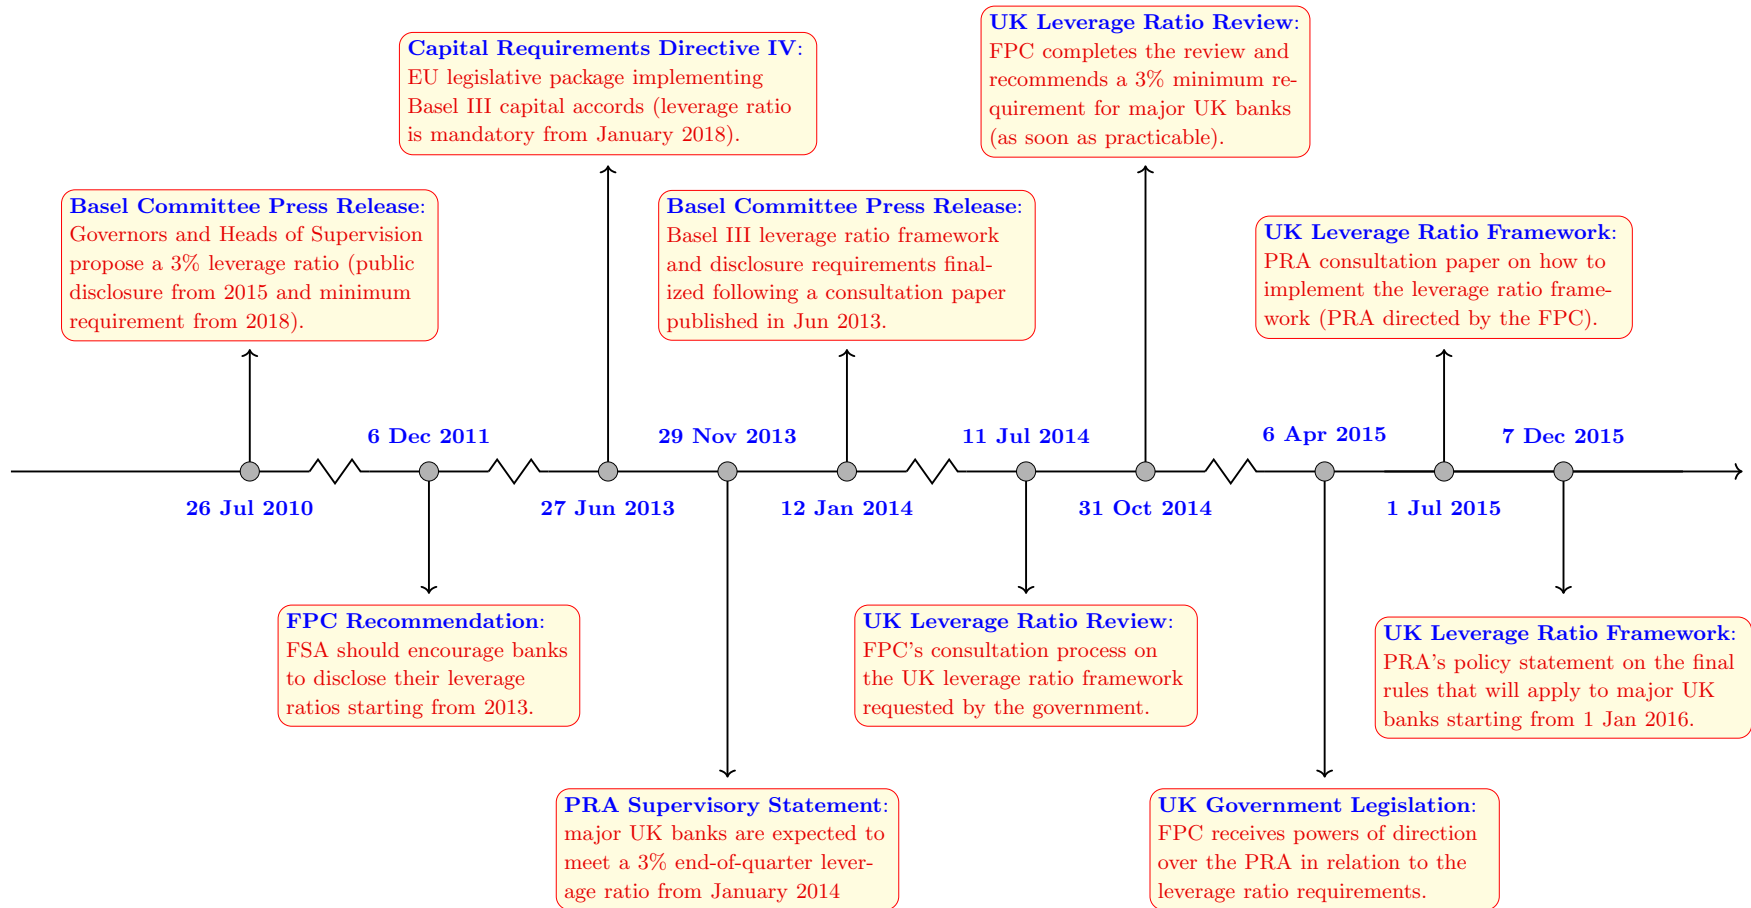 UK Leverage Ratio Review:
FPC completes the review and
recommends a 3% minimum re-
quirement for major UK banks
(as soon as practicable).
Capital Requirements Directive IV:
EU legislative package implementing
Basel III capital accords (leverage ratio
is mandatory from January 2018).
Basel Committee Press Release:
Governors and Heads of Supervision
propose a 3% leverage ratio (public
disclosure from 2015 and minimum
requirement from 2018).
Basel Committee Press Release:
Basel III leverage ratio framework
and disclosure requirements final-
ized following a consultation paper
published in Jun 2013.
UK Leverage Ratio Framework:
PRA consultation paper on how to
implement the leverage ratio frame-
work (PRA directed by the FPC).
6 Dec 2011
29 Nov 2013
11 Jul 2014
6 Apr 2015
7 Dec 2015
26 Jul 2010
27 Jun 2013
12 Jan 2014
31 Oct 2014
1 Jul 2015
FPC Recommendation:
FSA should encourage banks
to disclose their leverage
ratios starting from 2013.
UK Leverage Ratio Review:
FPC's consultation process on
the UK leverage ratio framework
requested by the government.
UK Leverage Ratio Framework:
PRA's policy statement on the final
rules that will apply to major UK
banks starting from 1 Jan 2016.
PRA Supervisory Statement:
major UK banks are expected to
meet a 3% end-of-quarter lever-
age ratio from January 2014
UK Government Legislation:
FPC receives powers of direction
over the PRA in relation to the
leverage ratio requirements.